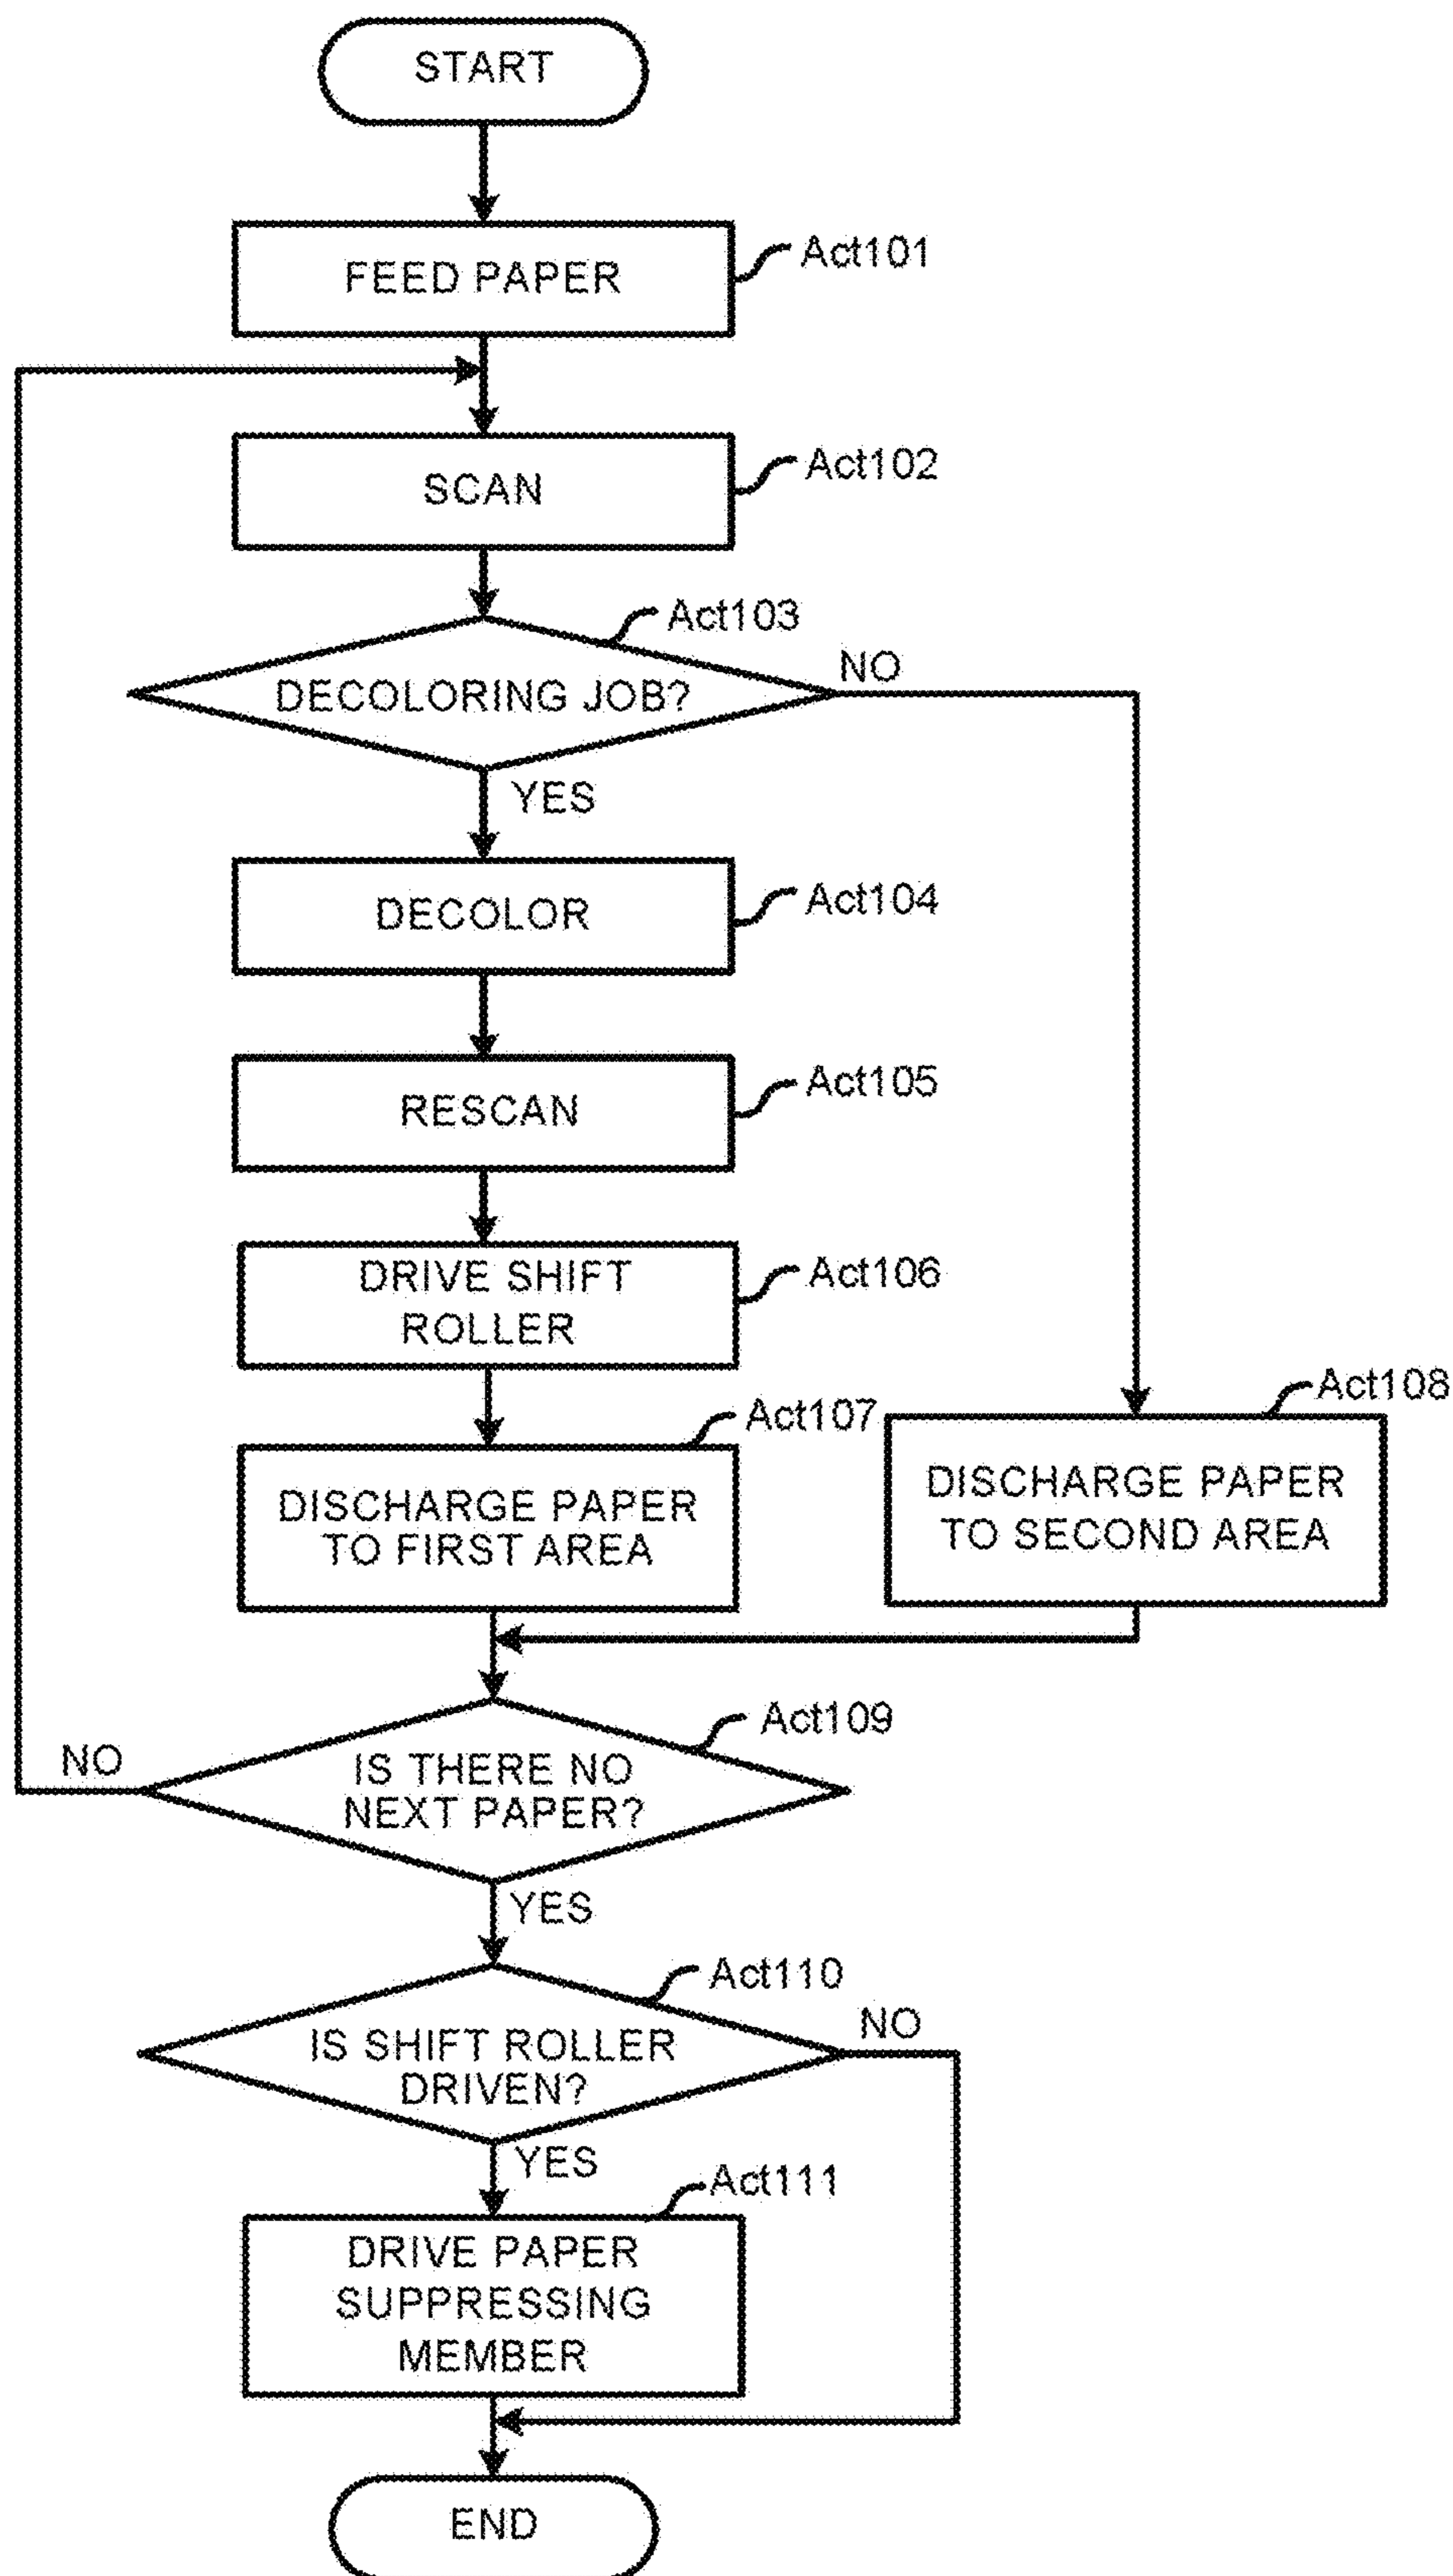 START
FEED PAPER
Act101
SCAN
Act102
Act103
DECOLORING JOB?
NO
YES
DECOLOR
Act104
RESCAN
Act105
DRIVE SHIFT
ROLLER
Act106
Act107
DISCHARGE PAPER
TO FIRST AREA
Act108
DISCHARGE PAPER
TO SECOND AREA
Act109
IS THERE NO
NEXT PAPER?
NO
YES
Act110
IS SHIFT ROLLER
DRIVEN?
NO
YES
Act111
DRIVE PAPER
SUPPRESSING
MEMBER
END